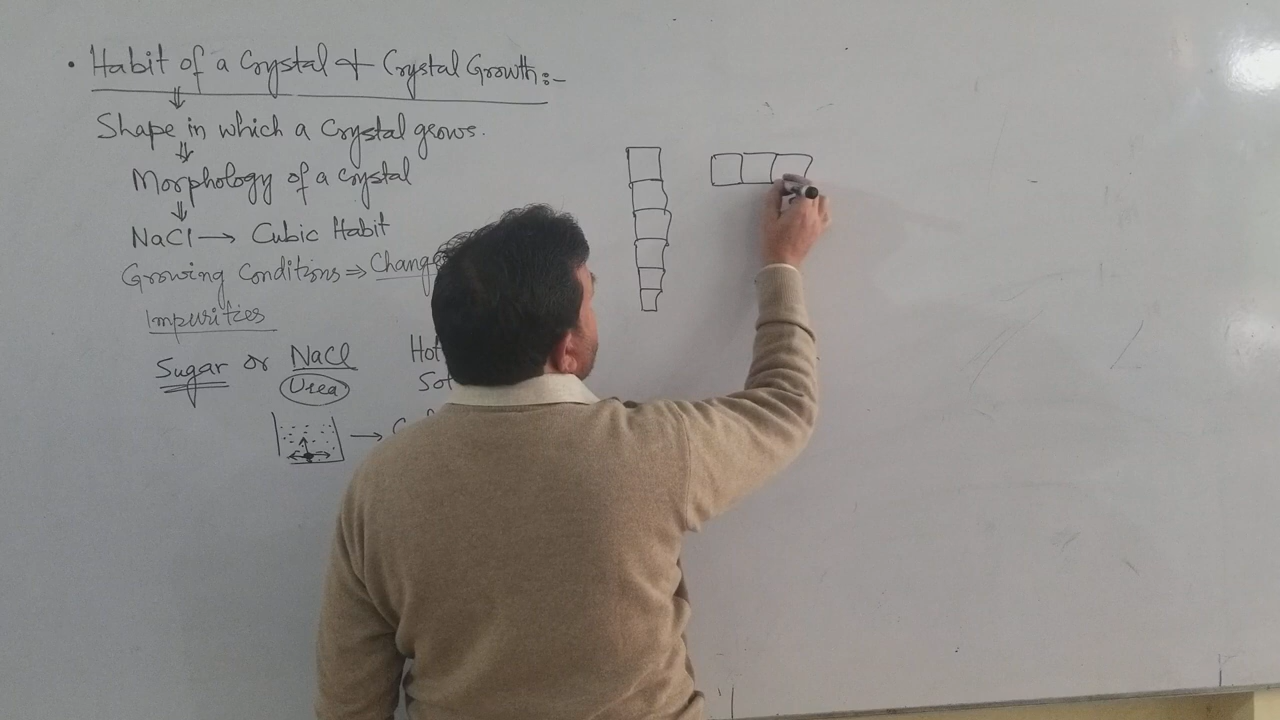 • Habit of a Crystal & Crystal Growth:-
Shape in which a Crystal grows.
Morphology of a Crystal
NaCl → Cubic Habit
Growing Conditions ⇒ Change
Impurities
Sugar or NaCl Hot
Urea